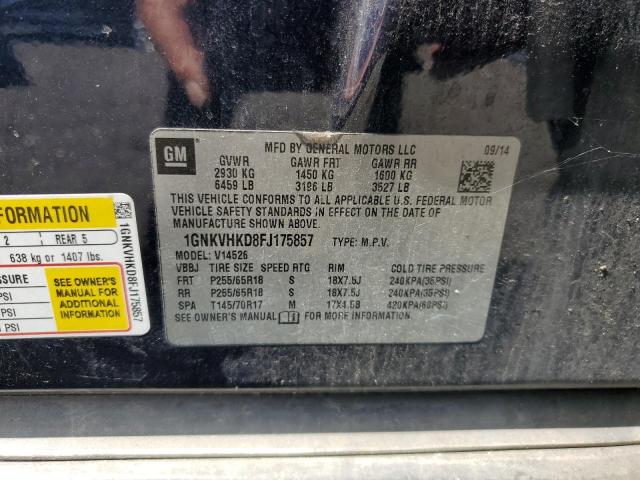 GM
MFD BY GENERAL MOTORS LLC 09/14
GVWR GAWR FRT GAWR RR
2930 KG 1450 KG 1600 KG
6459 LB 3196 LB 3527 LB
THIS VEHICLE CONFORMS TO ALL APPLICABLE U.S. FEDERAL MOTOR
VEHICLE SAFETY STANDARDS IN EFFECT ON THE DATE OF
MANUFACTURE SHOWN ABOVE.
1GNKVHKD8FJ175857 TYPE: M.P.V.
MODEL: V14526
VBBJ TIRE SIZE SPEED RTG RIM COLD TIRE PRESSURE
FRT P255/65R18 S 18X7.5J 240KPA(35PSI)
RR P255/65R18 S 18X7.5J 240KPA(35PSI)
SPA T145/70R17 M 17X4.5B 420KPA(60PSI)
SEE OWNER'S MANUAL FOR MORE INFORMATION.
FORMATION
2 REAR 5
638 kg or 1407 lbs.
SSURE
PSI
PSI
PSI
SEE OWNER'S
MANUAL FOR
ADDITIONAL
INFORMATION
1GNKVHKD8FJ175857